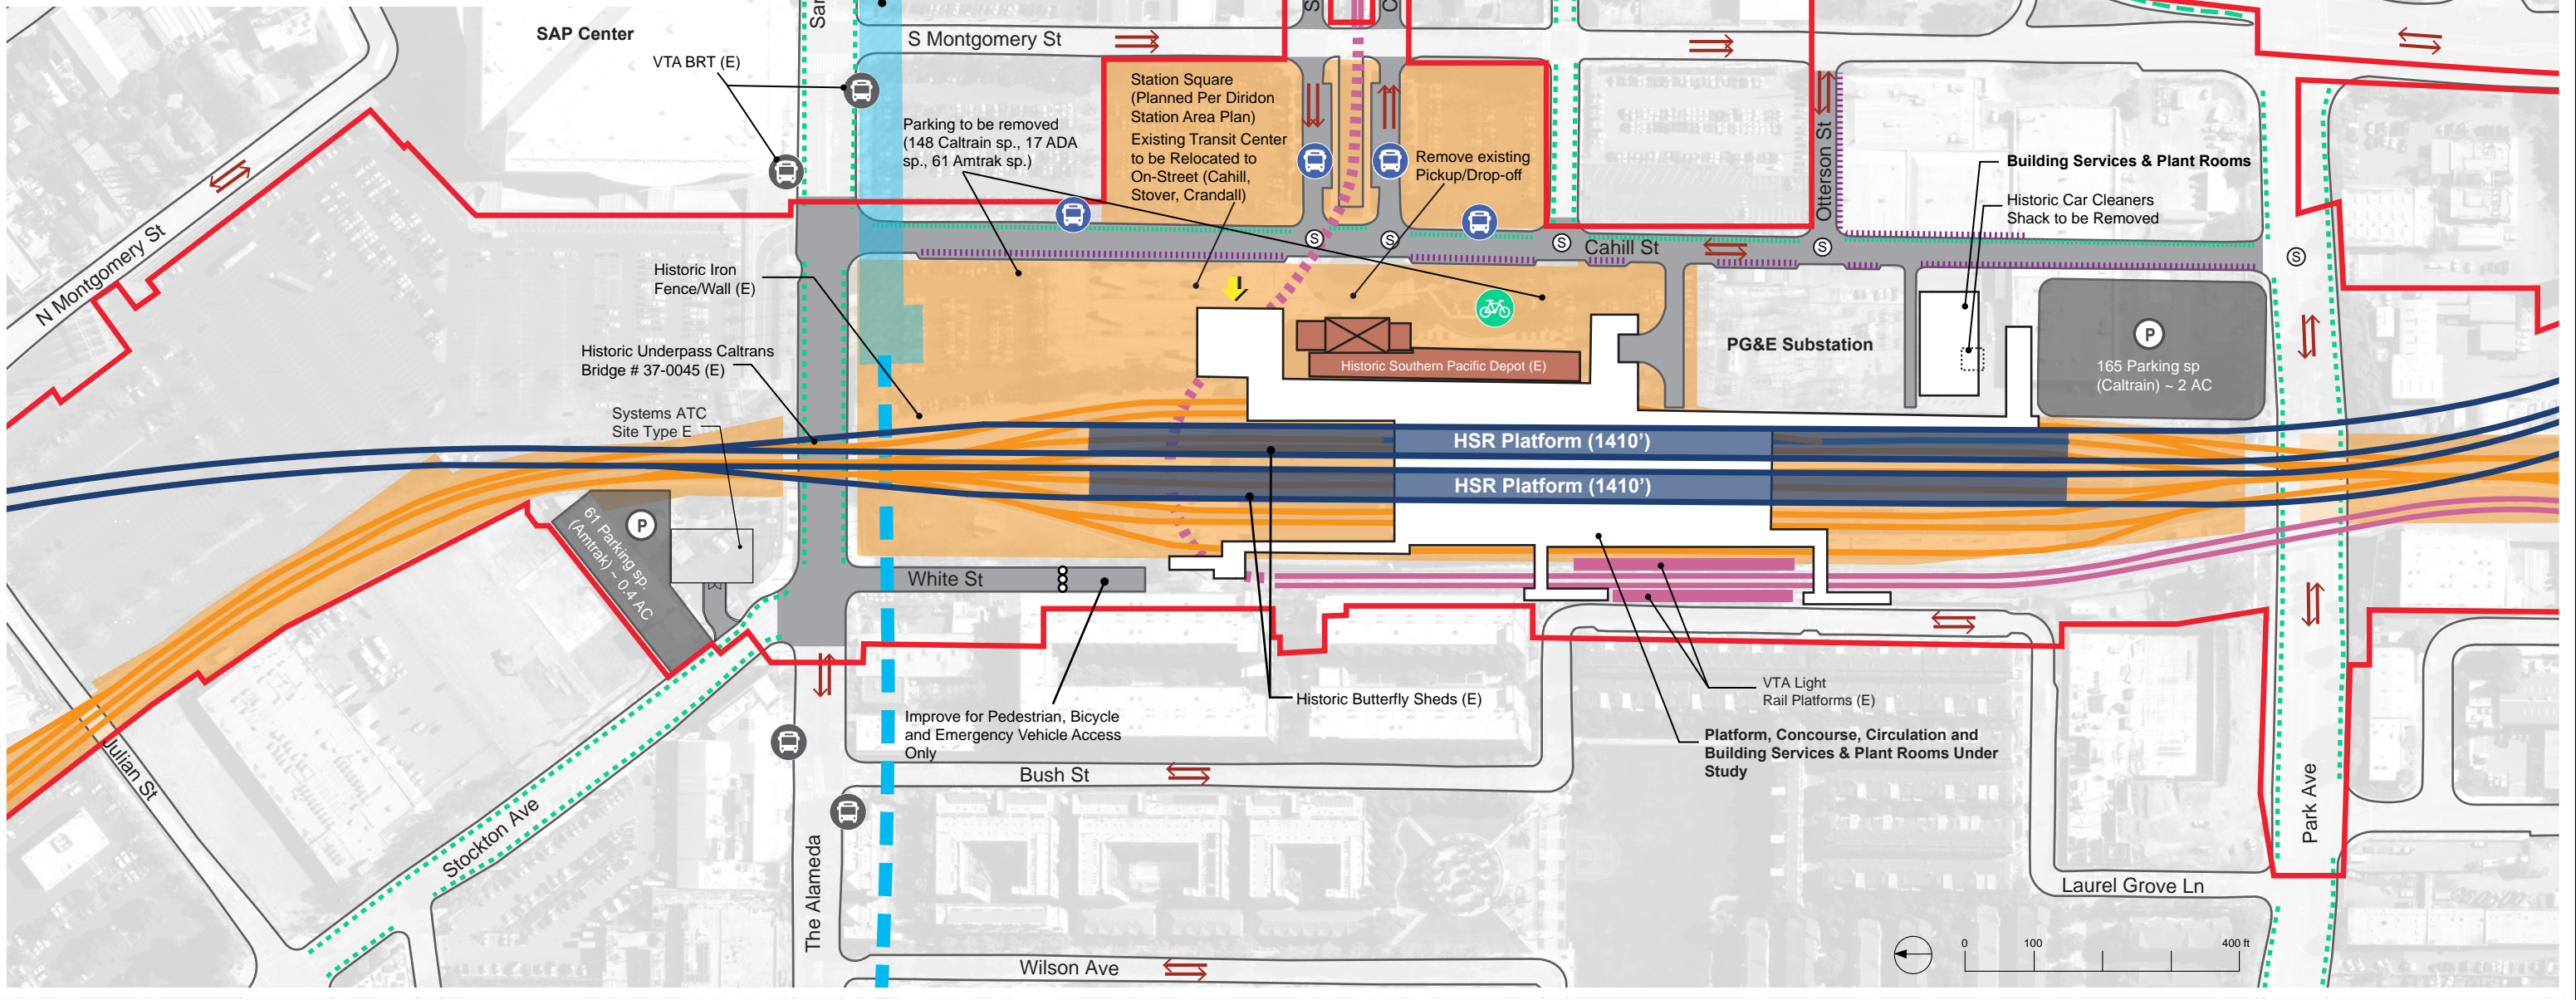 SAP Center
San
S
C
S Montgomery St
VTA BRT (E)
Station Square
(Planned Per Diridon
Station Area Plan)
Existing Transit Center
to be Relocated to
On-Street (Cahill,
Stover, Crandall)
Parking to be removed
(148 Caltrain sp., 17 ADA
sp., 61 Amtrak sp.)
Remove existing
Pickup/Drop-off
Otterson St
Building Services & Plant Rooms
Historic Car Cleaners
Shack to be Removed
N Montgomery St
S
S
S
S
S
Cahill St
Historic Iron
Fence/Wall (E)
Historic Underpass Caltrans
Bridge # 37-0045 (E)
Systems ATC
Site Type E
Historic Southern Pacific Depot (E)
PG&E Substation
P
165 Parking sp
(Caltrain) ~ 2 AC
HSR Platform (1410’)
HSR Platform (1410’)
P
61 Parking sp.
(Amtrak) ~ 0.4 AC
White St
Historic Butterfly Sheds (E)
VTA Light
Rail Platforms (E)
Improve for Pedestrian, Bicycle
and Emergency Vehicle Access
Only
Platform, Concourse, Circulation and
Building Services & Plant Rooms Under
Study
Julian St
Stockton Ave
The Alameda
Bush St
Park Ave
Laurel Grove Ln
Wilson Ave
0
100
400 ft